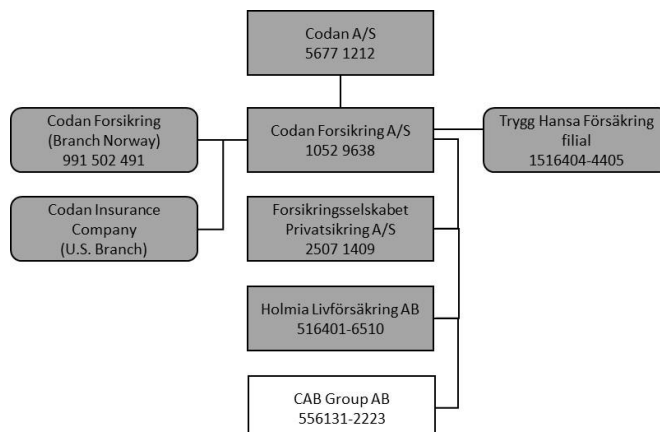 Codan A/S
5677 1212
Codan Forsikring
(Branch Norway)
991 502 491
Codan Forsikring A/S
1052 9638
Trygg Hansa Försäkring
filial
1516404-4405
Codan Insurance
Company
(U.S. Branch)
Forsikringsselskabet
Privatsikring A/S
2507 1409
Holmia Livförsäkring AB
516401-6510
CAB Group AB
556131-2223